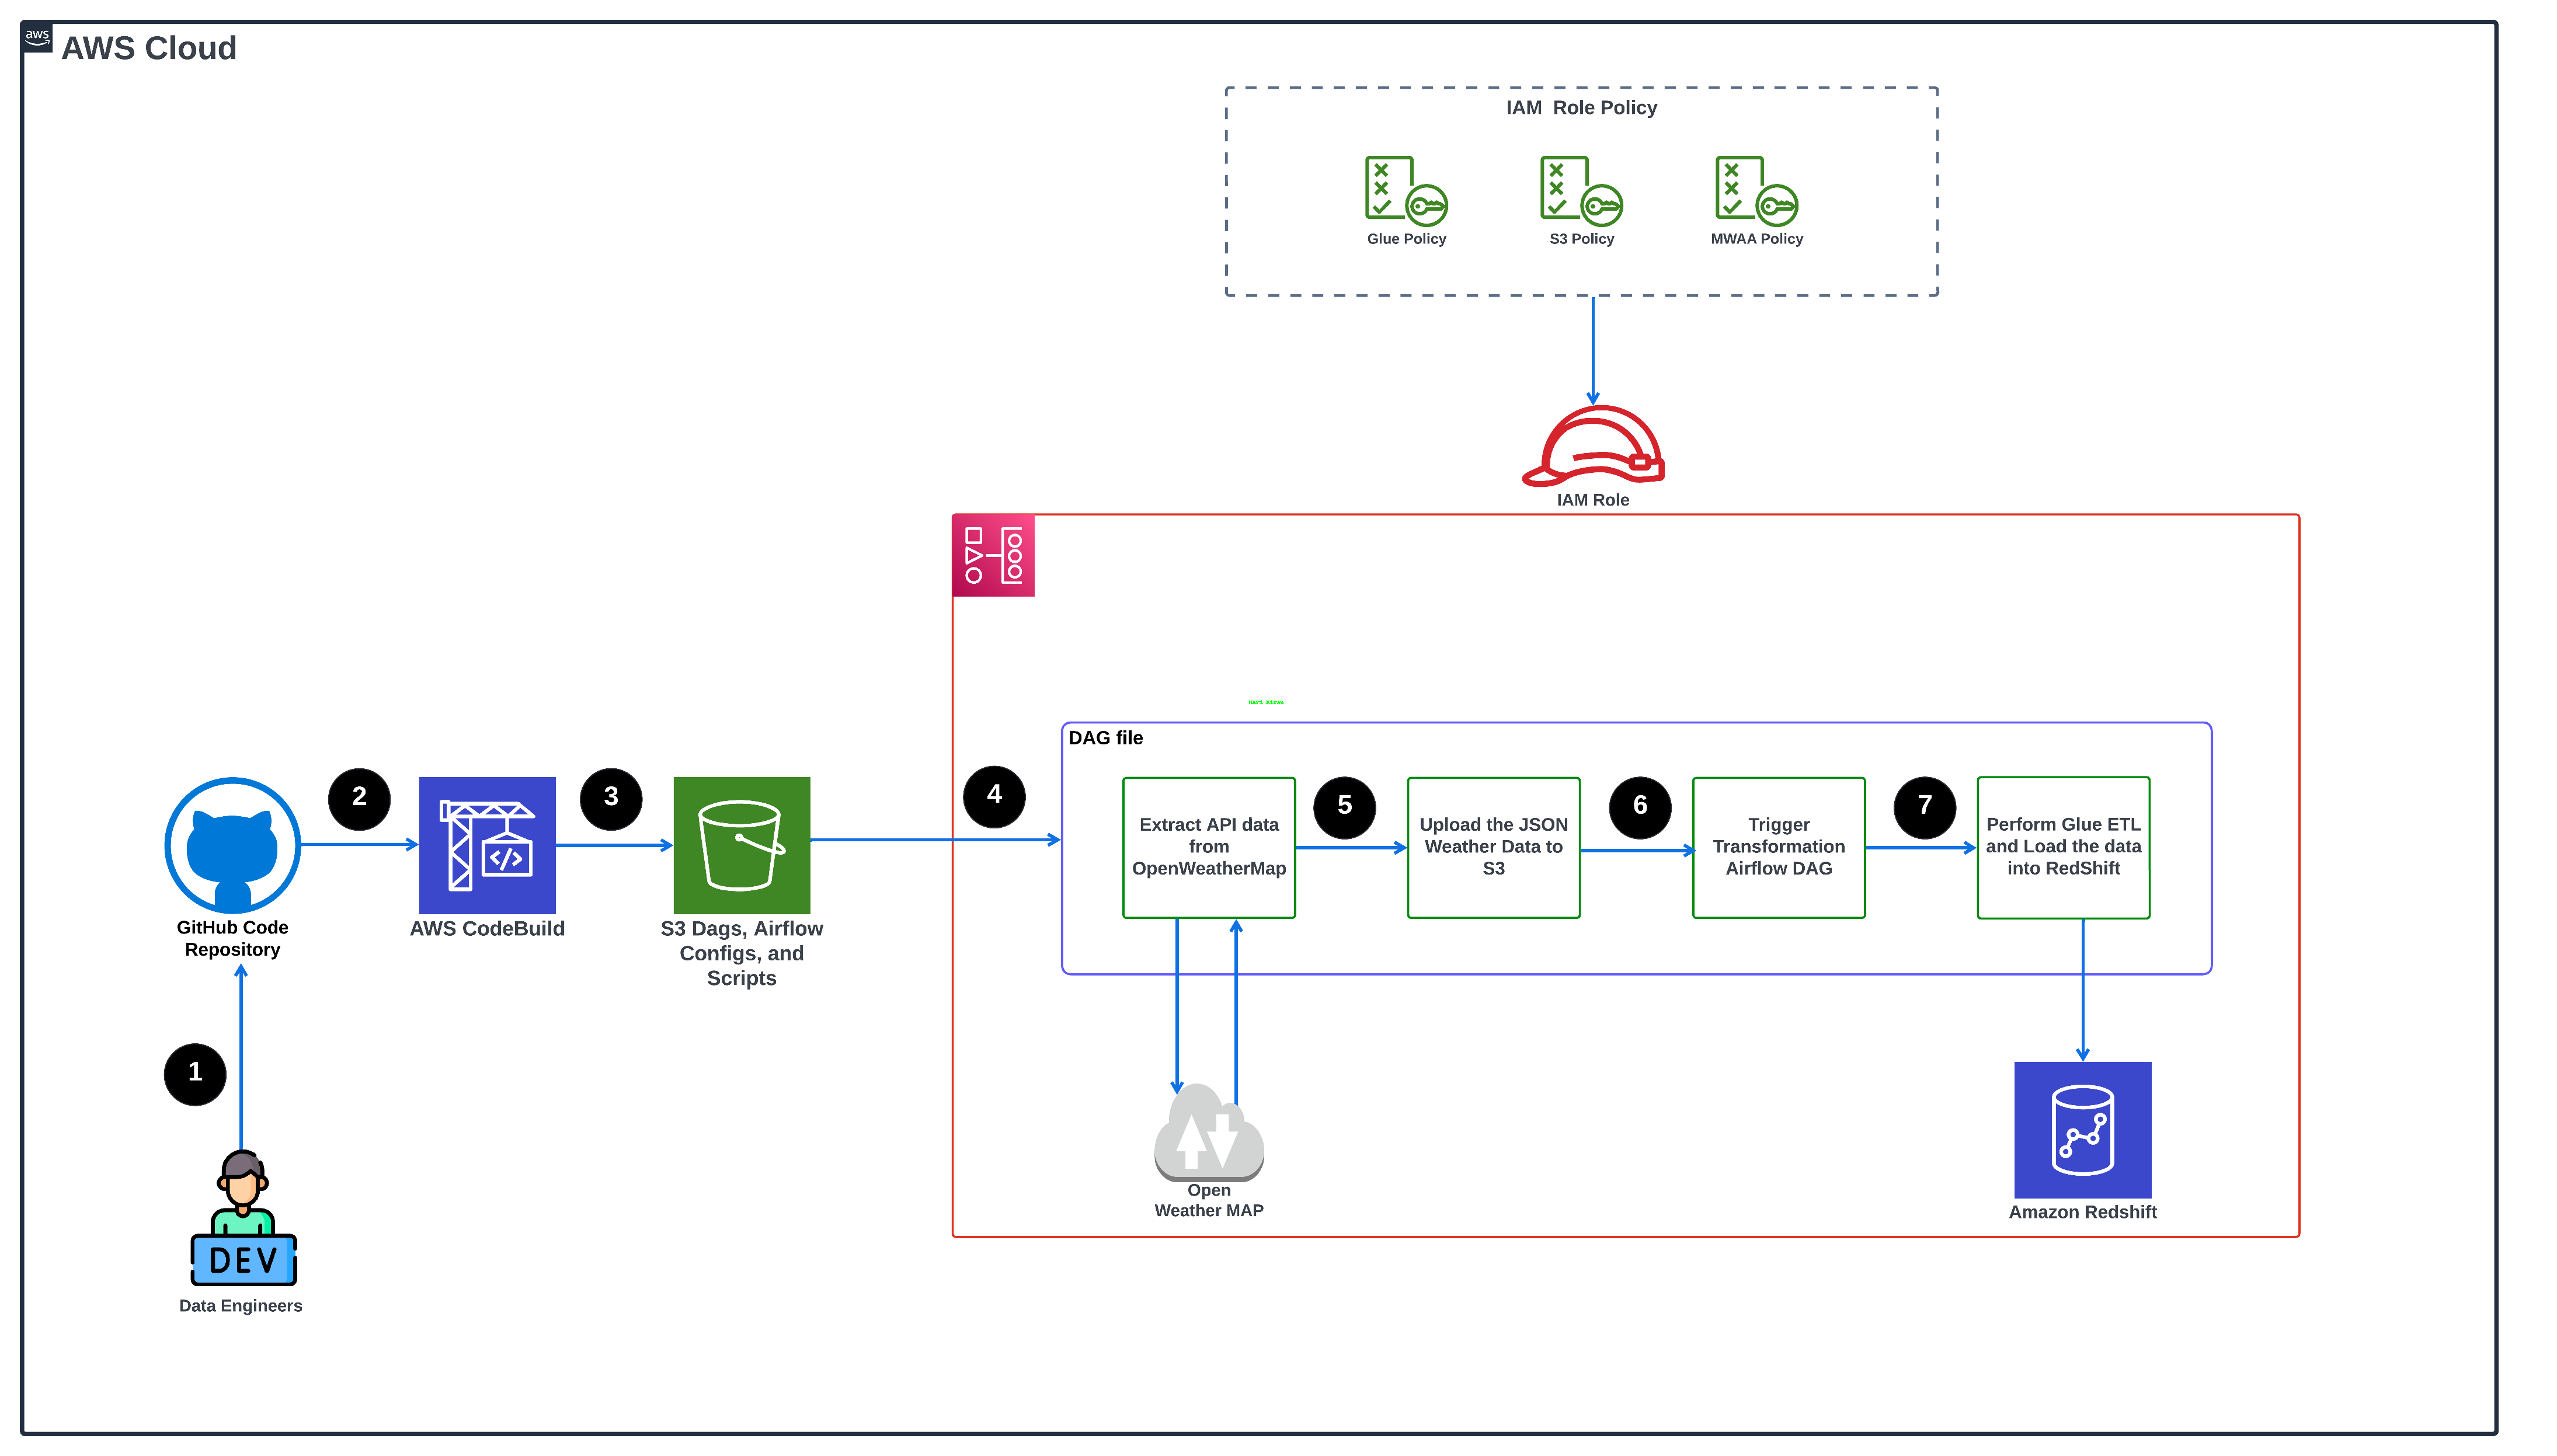 aws
AWS Cloud
IAM Role Policy
Glue Policy
S3 Policy
MWAA Policy
IAM Role
Hari Kiran
DAG file
1
2
3
4
5
6
7
Extract API data
from
OpenWeatherMap
Upload the JSON
Weather Data to
S3
Trigger
Transformation
Airflow DAG
Perform Glue ETL
and Load the data
into RedShift
GitHub Code
Repository
AWS CodeBuild
S3 Dags, Airflow
Configs, and
Scripts
Open
Weather MAP
Amazon Redshift
DEV
Data Engineers